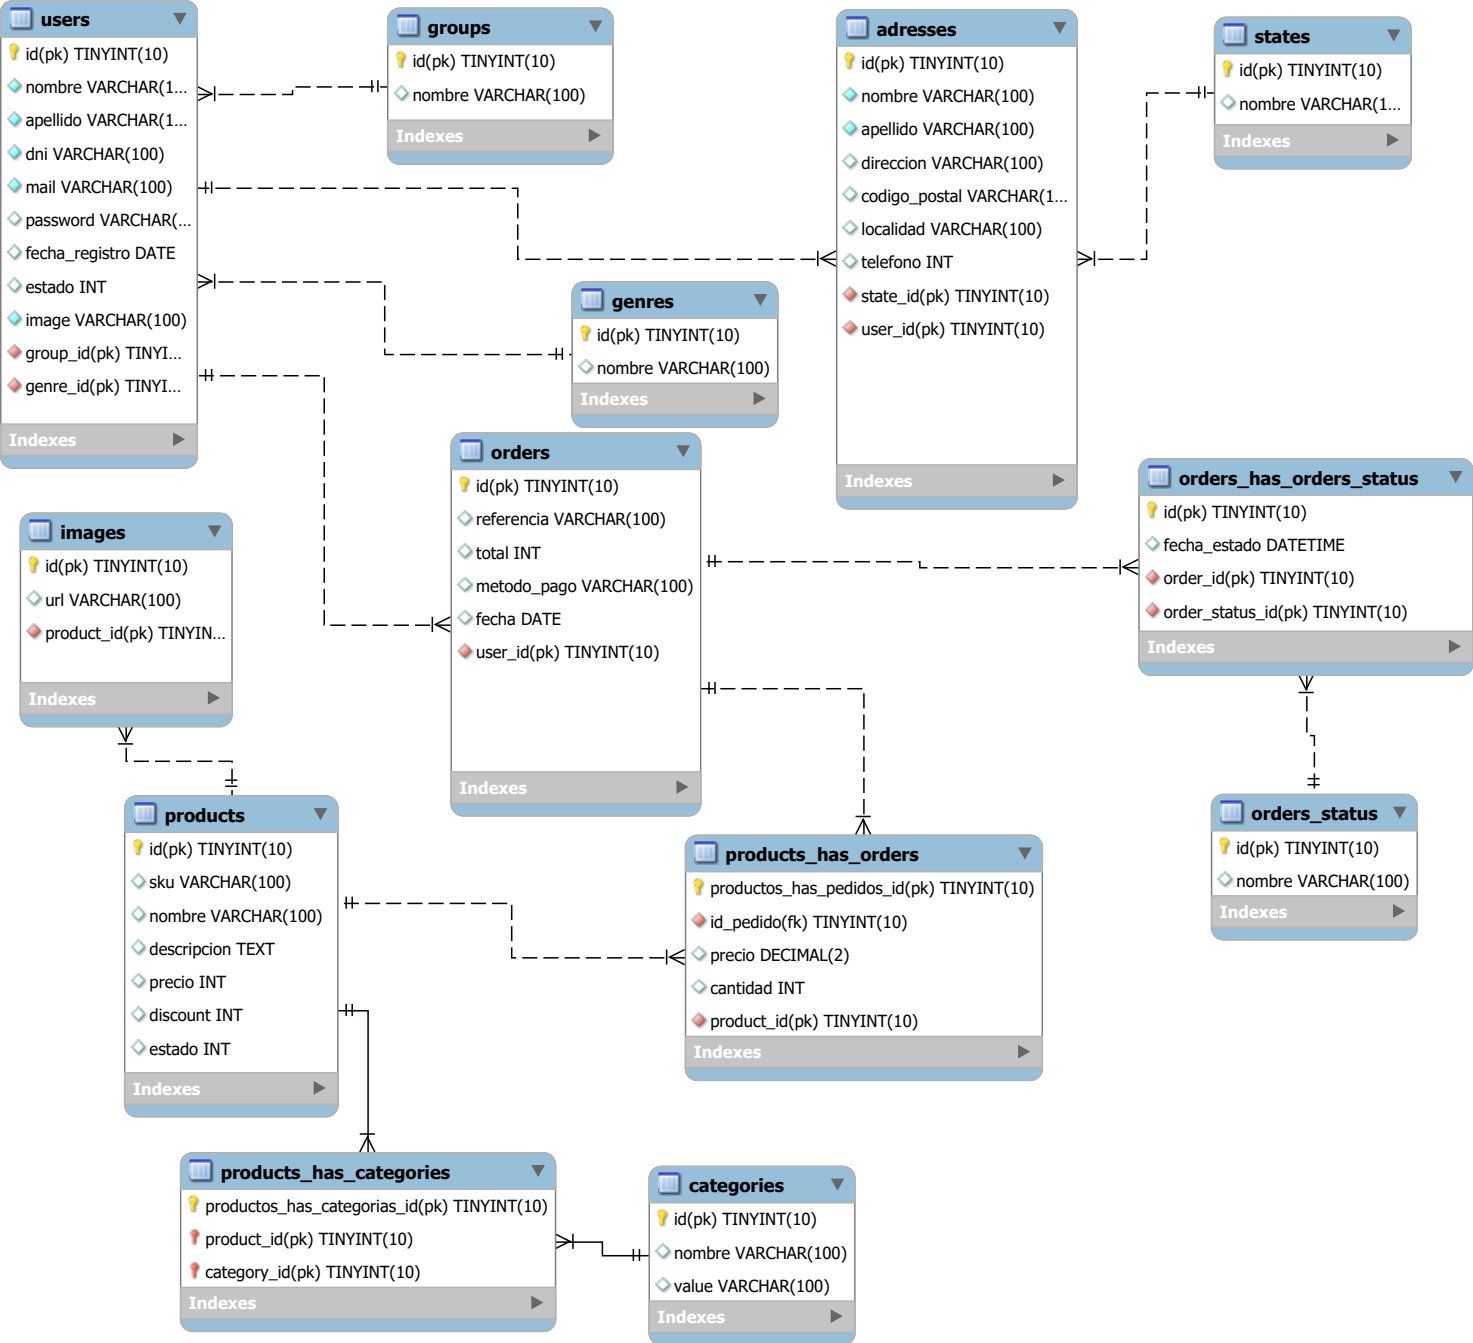 users
id(pk) TINYINT(10)
nombre VARCHAR(1...
apellido VARCHAR(1...
dni VARCHAR(100)
mail VARCHAR(100)
password VARCHAR(...
fecha_registro DATE
estado INT
image VARCHAR(100)
group_id(pk) TINYI...
genre_id(pk) TINYI...
Indexes
groups
id(pk) TINYINT(10)
nombre VARCHAR(100)
Indexes
adresses
id(pk) TINYINT(10)
nombre VARCHAR(100)
apellido VARCHAR(100)
direccion VARCHAR(100)
codigo_postal VARCHAR(1...
localidad VARCHAR(100)
telefono INT
state_id(pk) TINYINT(10)
user_id(pk) TINYINT(10)
Indexes
states
id(pk) TINYINT(10)
nombre VARCHAR(1...
Indexes
genres
id(pk) TINYINT(10)
nombre VARCHAR(100)
Indexes
orders
id(pk) TINYINT(10)
referencia VARCHAR(100)
total INT
metodo_pago VARCHAR(100)
fecha DATE
user_id(pk) TINYINT(10)
Indexes
orders_has_orders_status
id(pk) TINYINT(10)
fecha_estado DATETIME
order_id(pk) TINYINT(10)
order_status_id(pk) TINYINT(10)
Indexes
images
id(pk) TINYINT(10)
url VARCHAR(100)
product_id(pk) TINYIN...
Indexes
products
id(pk) TINYINT(10)
sku VARCHAR(100)
nombre VARCHAR(100)
descripcion TEXT
precio INT
discount INT
estado INT
Indexes
products_has_orders
productos_has_pedidos_id(pk) TINYINT(10)
id_pedido(fk) TINYINT(10)
precio DECIMAL(2)
cantidad INT
product_id(pk) TINYINT(10)
Indexes
orders_status
id(pk) TINYINT(10)
nombre VARCHAR(100)
Indexes
products_has_categories
productos_has_categorias_id(pk) TINYINT(10)
product_id(pk) TINYINT(10)
category_id(pk) TINYINT(10)
Indexes
categories
id(pk) TINYINT(10)
nombre VARCHAR(100)
value VARCHAR(100)
Indexes